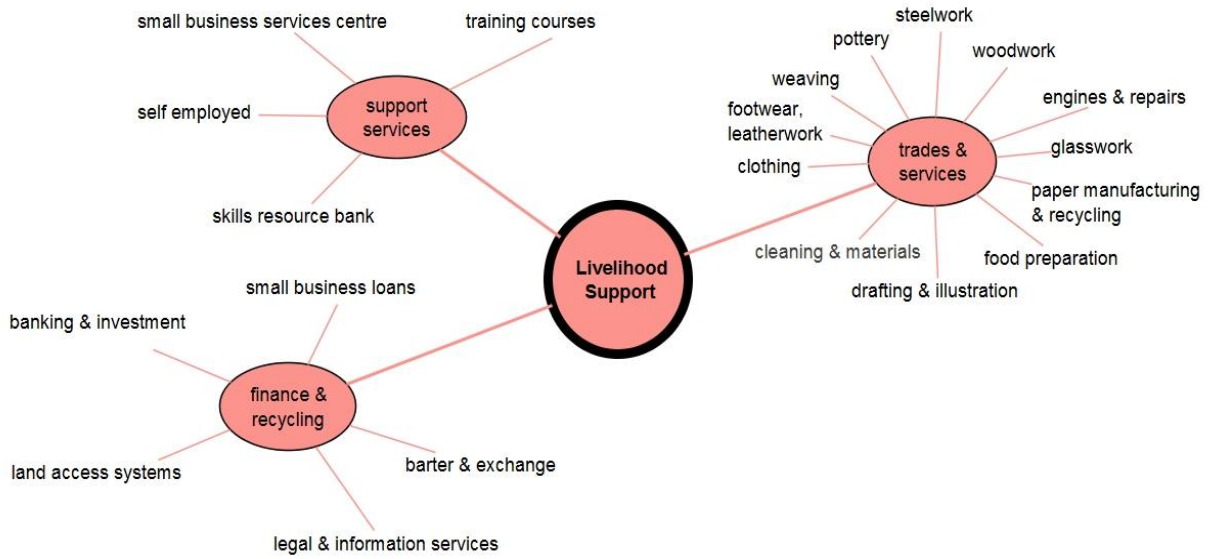 small business services centre
training courses
self employed
support
services
skills resource bank
steelwork
pottery
woodwork
weaving
engines & repairs
footwear,
leatherwork
glasswork
clothing
trades &
services
paper manufacturing
& recycling
cleaning & materials
food preparation
drafting & illustration
Livelihood
Support
small business loans
banking & investment
finance &
recycling
land access systems
barter & exchange
legal & information services